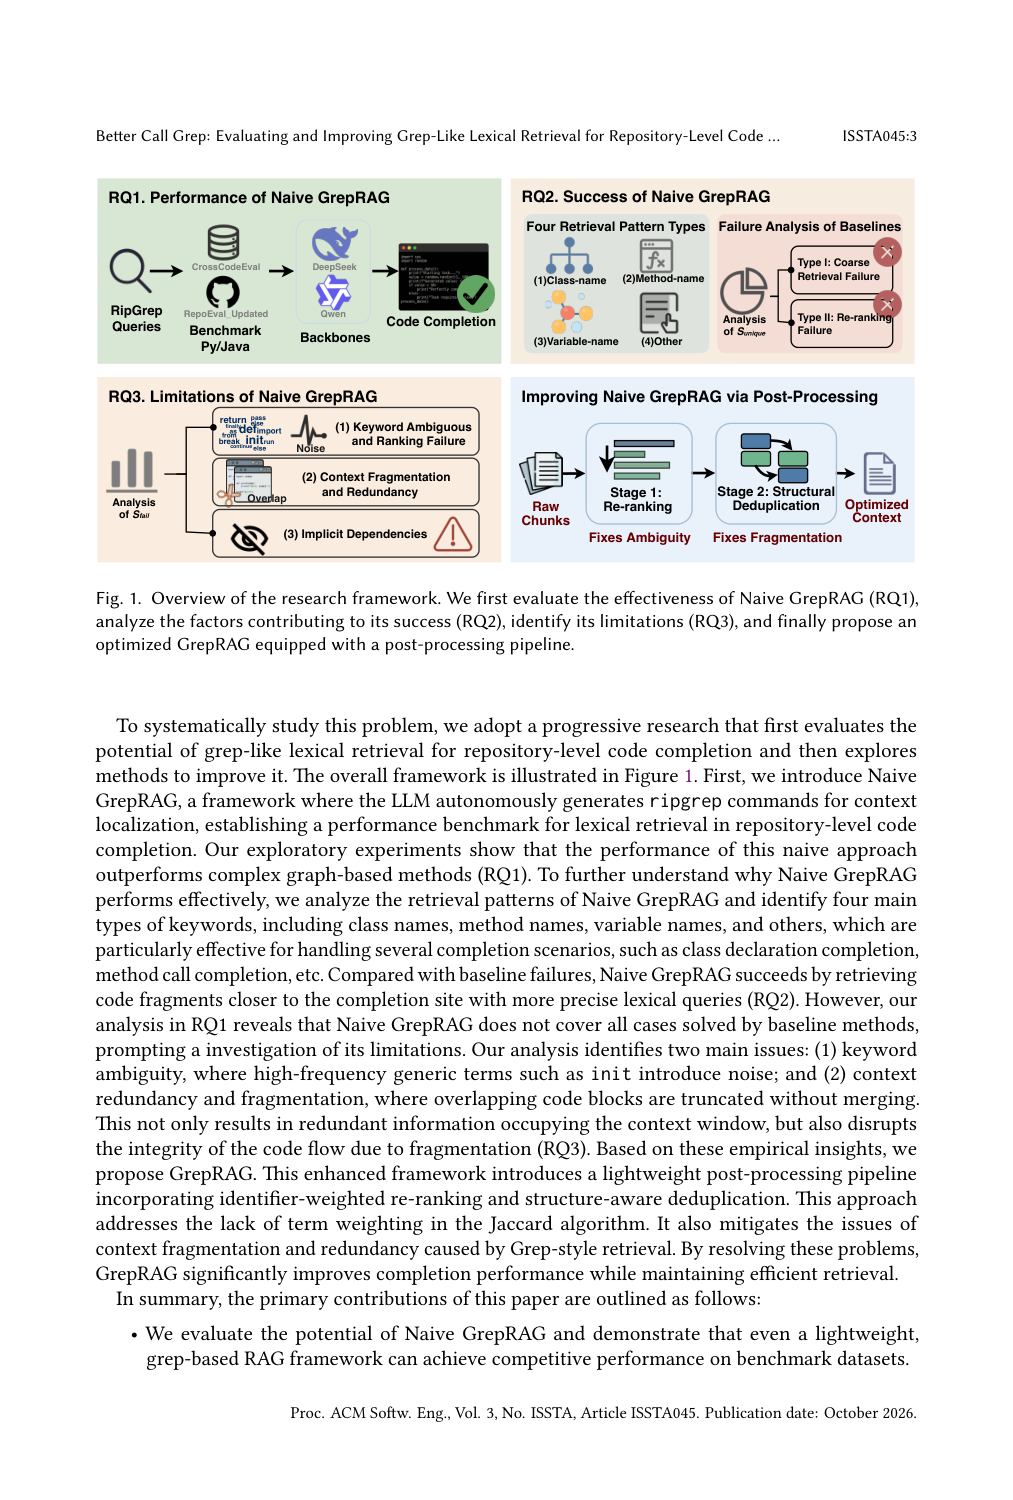 Better Call Grep: Evaluating and Improving Grep-Like Lexical Retrieval for Repository-Level Code ...
ISSTA045:3
RQ1. Performance of Naive GrepRAG
RipGrep
Queries
CrossCodeEval
RepoEval_Updated
Benchmark
Py/Java
DeepSeek
Qwen
Backbones
Code Completion
RQ2. Success of Naive GrepRAG
Four Retrieval Pattern Types
(1)Class-name
(2)Method-name
(3)Variable-name
(4)Other
Failure Analysis of Baselines
Analysis
of Sunique
Type I: Coarse
Retrieval Failure
Type II: Re-ranking
Failure
RQ3. Limitations of Naive GrepRAG
Analysis
of Sfail
return pass
else
finally
as def import
from
break init run
continue else
Noise
(1) Keyword Ambiguous
and Ranking Failure
Overlap
(2) Context Fragmentation
and Redundancy
(3) Implicit Dependencies
Improving Naive GrepRAG via Post-Processing
Raw
Chunks
Stage 1:
Re-ranking
Fixes Ambiguity
Stage 2: Structural
Deduplication
Fixes Fragmentation
Optimized
Context
Fig. 1. Overview of the research framework. We first evaluate the effectiveness of Naive GrepRAG (RQ1),
analyze the factors contributing to its success (RQ2), identify its limitations (RQ3), and finally propose an
optimized GrepRAG equipped with a post-processing pipeline.
To systematically study this problem, we adopt a progressive research that first evaluates the
potential of grep-like lexical retrieval for repository-level code completion and then explores
methods to improve it. The overall framework is illustrated in Figure 1. First, we introduce Naive
GrepRAG, a framework where the LLM autonomously generates ripgrep commands for context
localization, establishing a performance benchmark for lexical retrieval in repository-level code
completion. Our exploratory experiments show that the performance of this naive approach
outperforms complex graph-based methods (RQ1). To further understand why Naive GrepRAG
performs effectively, we analyze the retrieval patterns of Naive GrepRAG and identify four main
types of keywords, including class names, method names, variable names, and others, which are
particularly effective for handling several completion scenarios, such as class declaration completion,
method call completion, etc. Compared with baseline failures, Naive GrepRAG succeeds by retrieving
code fragments closer to the completion site with more precise lexical queries (RQ2). However, our
analysis in RQ1 reveals that Naive GrepRAG does not cover all cases solved by baseline methods,
prompting a investigation of its limitations. Our analysis identifies two main issues: (1) keyword
ambiguity, where high-frequency generic terms such as init introduce noise; and (2) context
redundancy and fragmentation, where overlapping code blocks are truncated without merging.
This not only results in redundant information occupying the context window, but also disrupts
the integrity of the code flow due to fragmentation (RQ3). Based on these empirical insights, we
propose GrepRAG. This enhanced framework introduces a lightweight post-processing pipeline
incorporating identifier-weighted re-ranking and structure-aware deduplication. This approach
addresses the lack of term weighting in the Jaccard algorithm. It also mitigates the issues of
context fragmentation and redundancy caused by Grep-style retrieval. By resolving these problems,
GrepRAG significantly improves completion performance while maintaining efficient retrieval.
In summary, the primary contributions of this paper are outlined as follows:
• We evaluate the potential of Naive GrepRAG and demonstrate that even a lightweight,
grep-based RAG framework can achieve competitive performance on benchmark datasets.
Proc. ACM Softw. Eng., Vol. 3, No. ISSTA, Article ISSTA045. Publication date: October 2026.